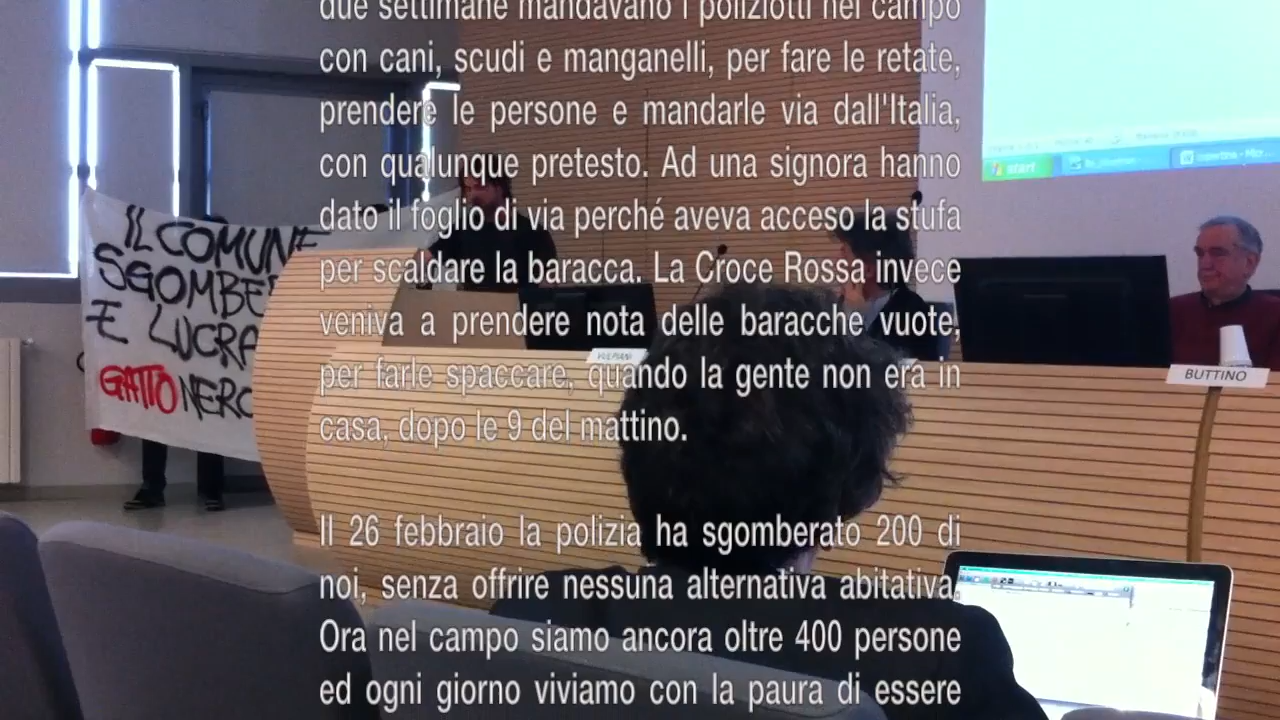 due settimane mandavano i poliziotti nel campo
con cani, scudi e manganelli, per fare le retate,
prendere le persone e mandarle via dall'Italia,
con qualunque pretesto. Ad una signora hanno
dato il foglio di via perché aveva acceso la stufa
per scaldare la baracca. La Croce Rossa invece
veniva a prendere nota delle baracche vuote,
per farle spaccare, quando la gente non era in
casa, dopo le 9 del mattino.
Il 26 febbraio la polizia ha sgomberato 200 di
noi, senza offrire nessuna alternativa abitativa.
Ora nel campo siamo ancora oltre 400 persone
ed ogni giorno viviamo con la paura di essere
IL COMUNE
SGOMBE
E LUCRA
GATTO NERO
start
BUTTINO